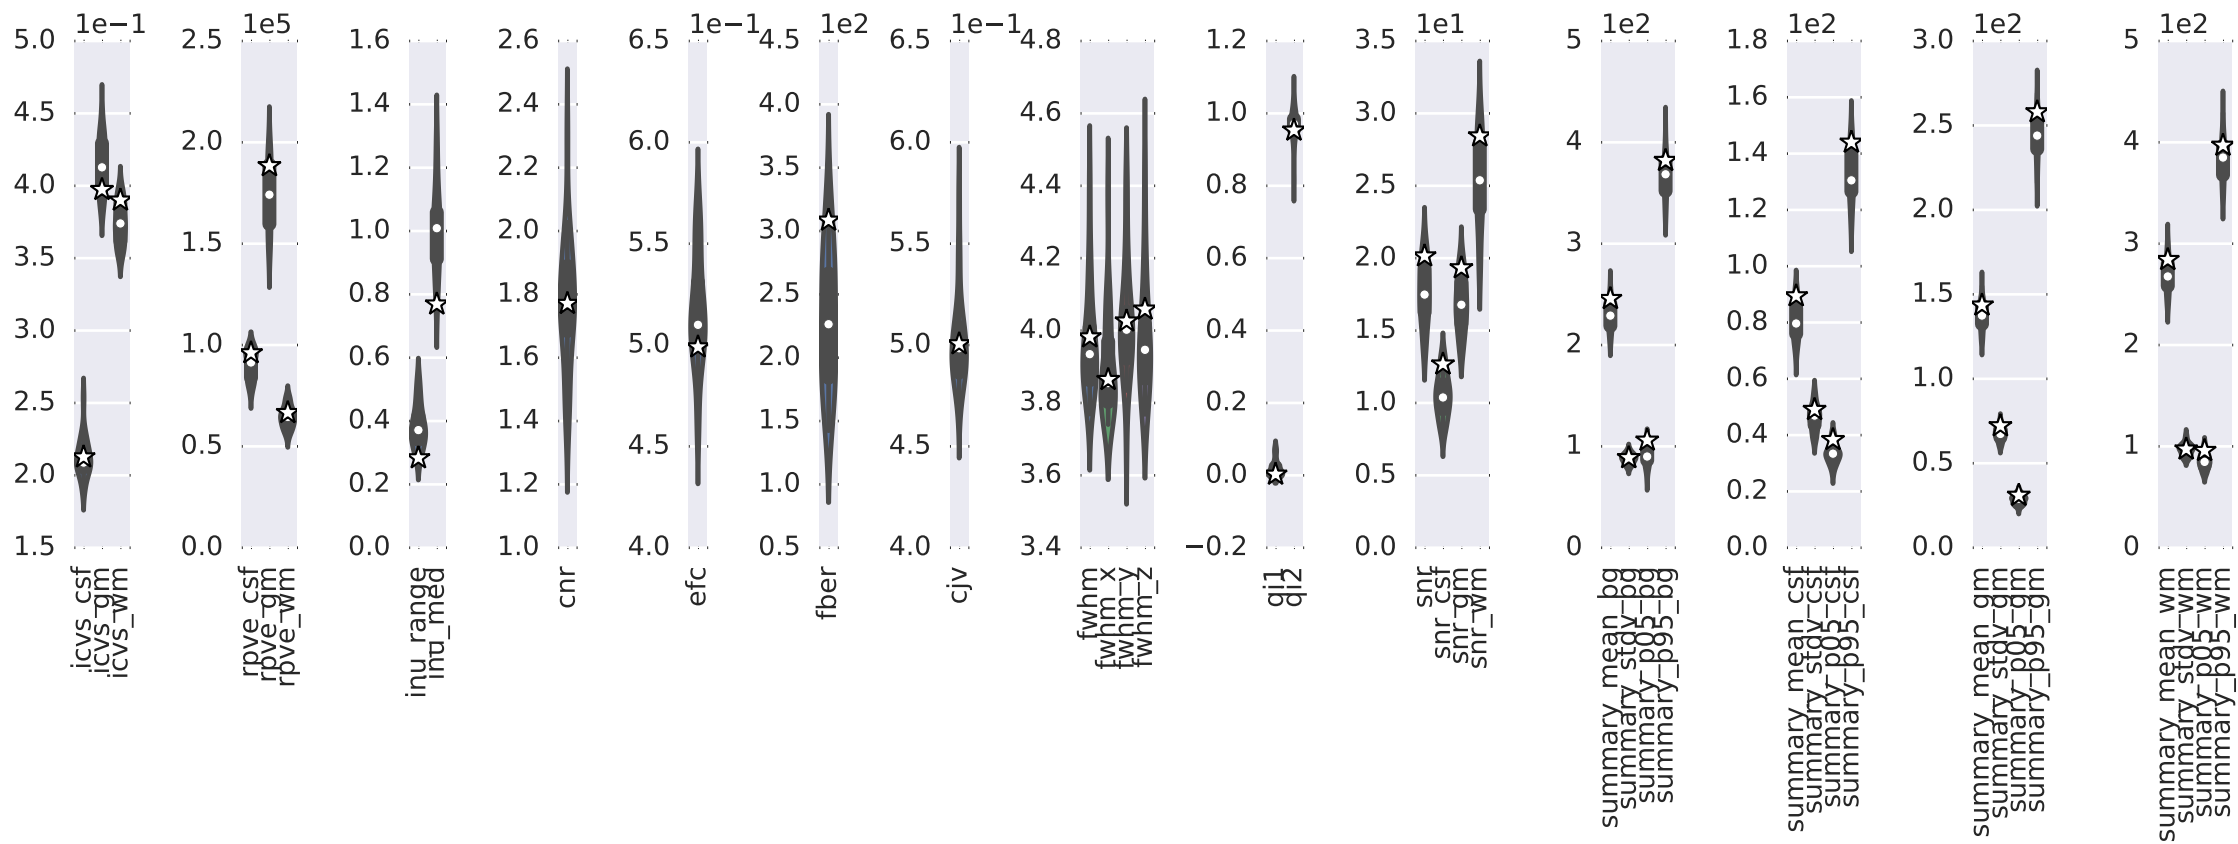 1e−1
5.0
4.5
4.0
3.5
3.0
2.5
2.0
1.5
icvs_csf
icvs_gm
icvs_wm
1e5
2.5
2.0
1.5
1.0
0.5
0.0
rpve_csf
rpve_gm
rpve_wm
1.6
1.4
1.2
1.0
0.8
0.6
0.4
0.2
0.0
inu_range
inu_med
2.6
2.4
2.2
2.0
1.8
1.6
1.4
1.2
1.0
cnr
1e−1
6.5
6.0
5.5
5.0
4.5
4.0
efc
1e2
4.5
4.0
3.5
3.0
2.5
2.0
1.5
1.0
0.5
fber
1e−1
6.5
6.0
5.5
5.0
4.5
4.0
cjv
4.8
4.6
4.4
4.2
4.0
3.8
3.6
3.4
fwhm
fwhm_x
fwhm_y
fwhm_z
1.2
1.0
0.8
0.6
0.4
0.2
0.0
−0.2
qi1
qi2
1e1
3.5
3.0
2.5
2.0
1.5
1.0
0.5
0.0
snr
snr_csf
snr_gm
snr_wm
1e2
5
4
3
2
1
0
summary_mean_bg
summary_stdv_bg
summary_p05_bg
summary_p95_bg
1e2
1.8
1.6
1.4
1.2
1.0
0.8
0.6
0.4
0.2
0.0
summary_mean_csf
summary_stdv_csf
summary_p05_csf
summary_p95_csf
1e2
3.0
2.5
2.0
1.5
1.0
0.5
0.0
summary_mean_gm
summary_stdv_gm
summary_p05_gm
summary_p95_gm
1e2
5
4
3
2
1
0
summary_mean_wm
summary_stdv_wm
summary_p05_wm
summary_p95_wm